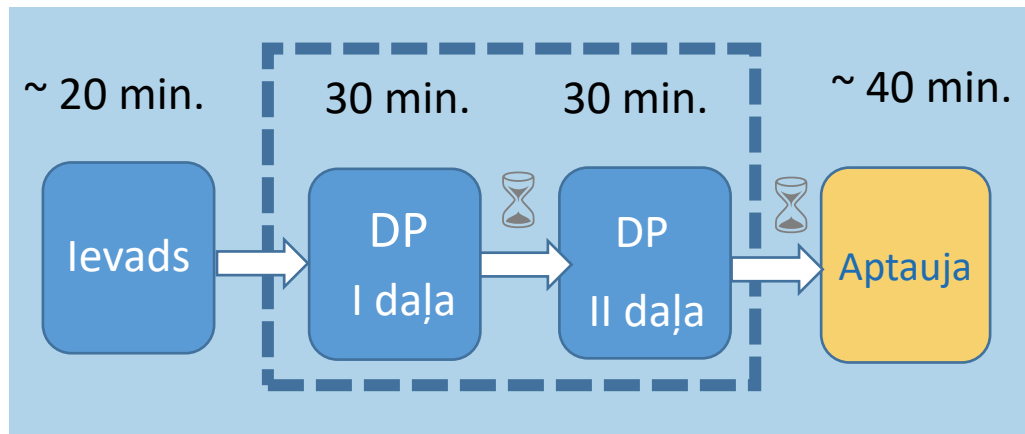 ~ 20 min.
30 min.
30 min.
~ 40 min.
Ievads
DP
I daļa
DP
II daļa
Aptauja